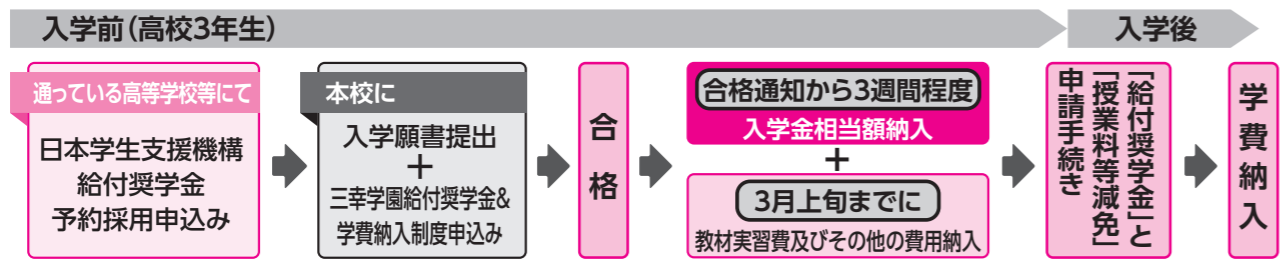 入学前（高校3年生）
入学後
通っている高等学校等にて
日本学生支援機構
給付奨学金
予約採用申込み
本校に
入学願書提出
＋
三幸学園給付奨学金&
学費納入制度申込み
合格
合格通知から3週間程度
入学金相当額納入
＋
3月上旬までに
教材実習費及びその他の費用納入
「給付奨学金」と
「授業料等減免」
申請手続き
学費納入